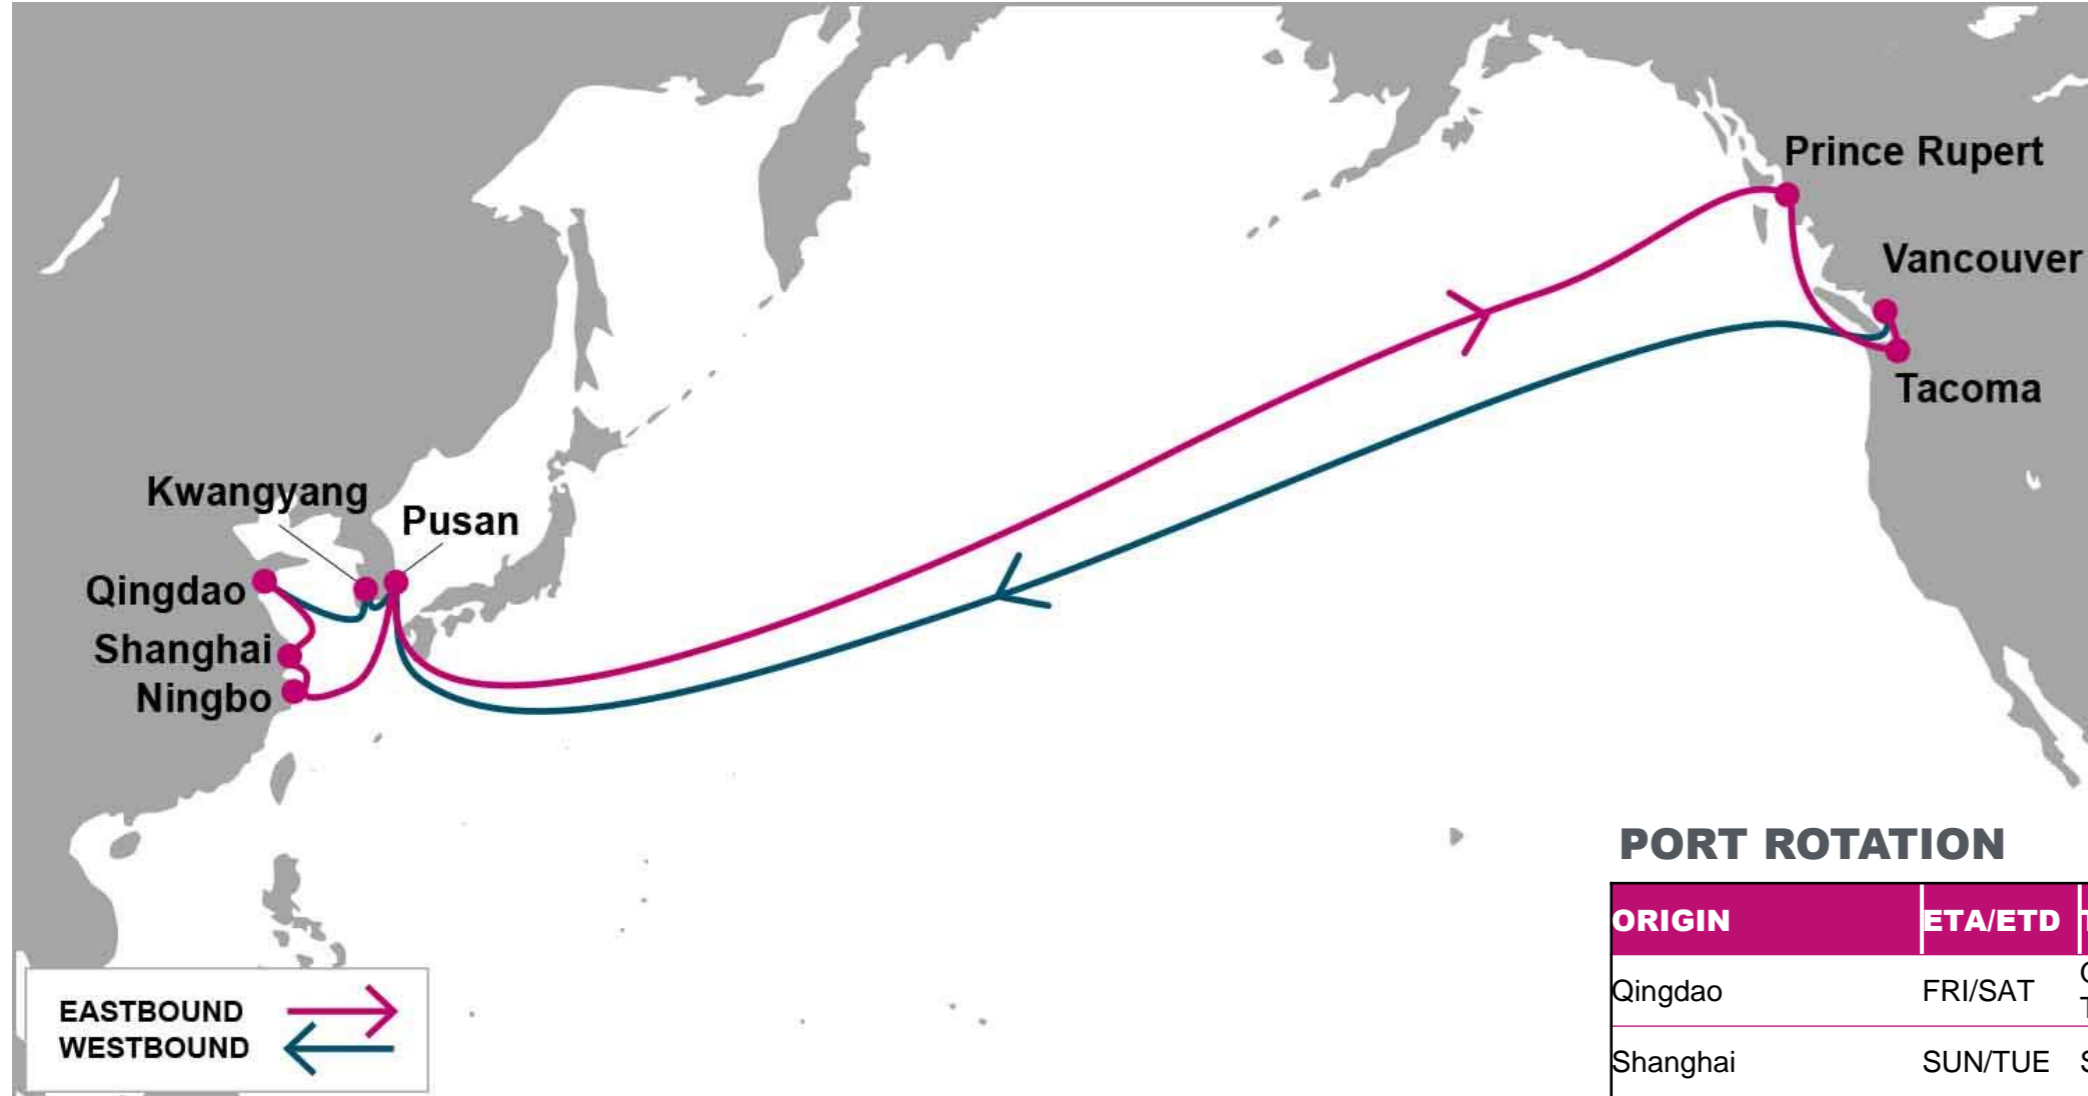 Prince Rupert
Vancouver
Tacoma
Kwangyang
Pusan
Qingdao
Shanghai
Ningbo
EASTBOUND
WESTBOUND
PORT ROTATION
ORIGIN ETA/ETD
Qingdao FRI/SAT
Shanghai SUN/TUE